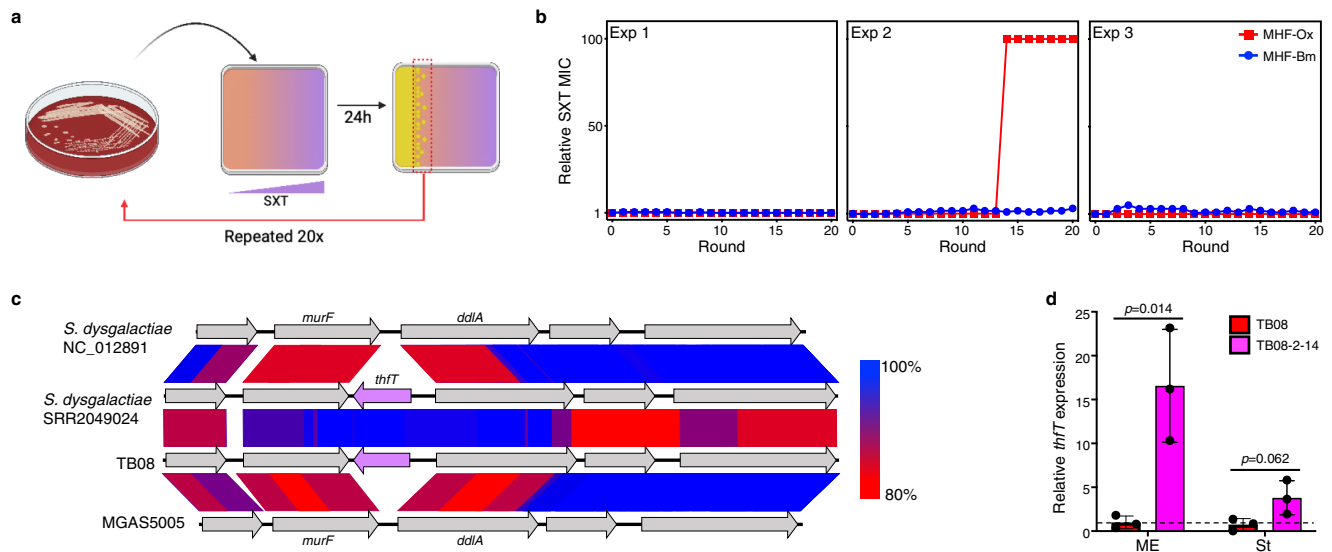 a
24h
SXT
Repeated 20x
b
Relative SXT MIC
100
50
1
Exp 1
Exp 2
Exp 3
MHF-Ox
MHF-Bm
0 5 10 15 20
0 5 10 15 20
0 5 10 15 20
Round
Round
Round
c
S. dysgalactiae
NC_012891
murF
ddlA
S. dysgalactiae
SRR2049024
thfT
TB08
MGAS5005
murF
ddlA
100%
80%
d
Relative thfT expression
25
20
15
10
5
0
p=0.014
p=0.062
TB08
TB08-2-14
ME
St